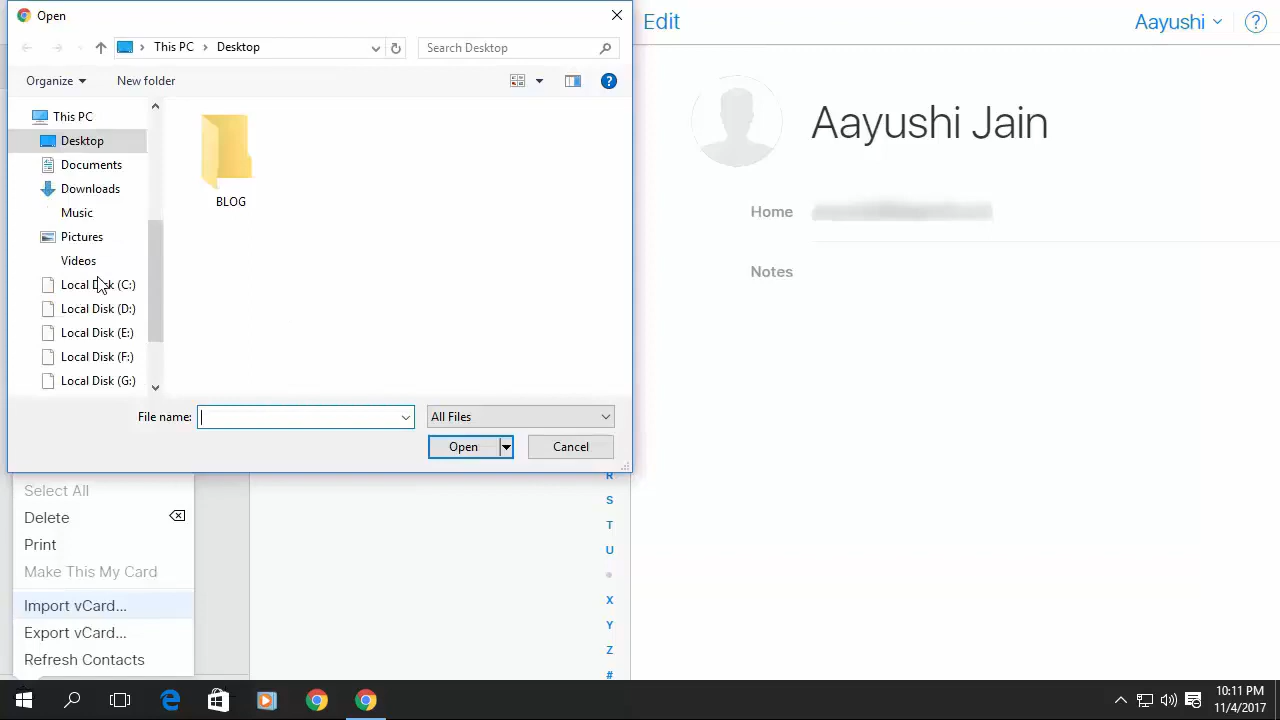 Open
This PC > Desktop
Search Desktop
Organize
New folder
This PC
Desktop
Documents
Downloads
Music
Pictures
Videos
Local Disk (C:)
Local Disk (D:)
Local Disk (E:)
Local Disk (F:)
Local Disk (G:)
BLOG
File name:
All Files
Open
Cancel
Edit
Aayushi
?
Aayushi Jain
Home
Notes
Select All
Delete
Print
Make This My Card
Import vCard...
Export vCard...
Refresh Contacts
R
S
T
U
X
Y
Z
#
10:11 PM
11/4/2017